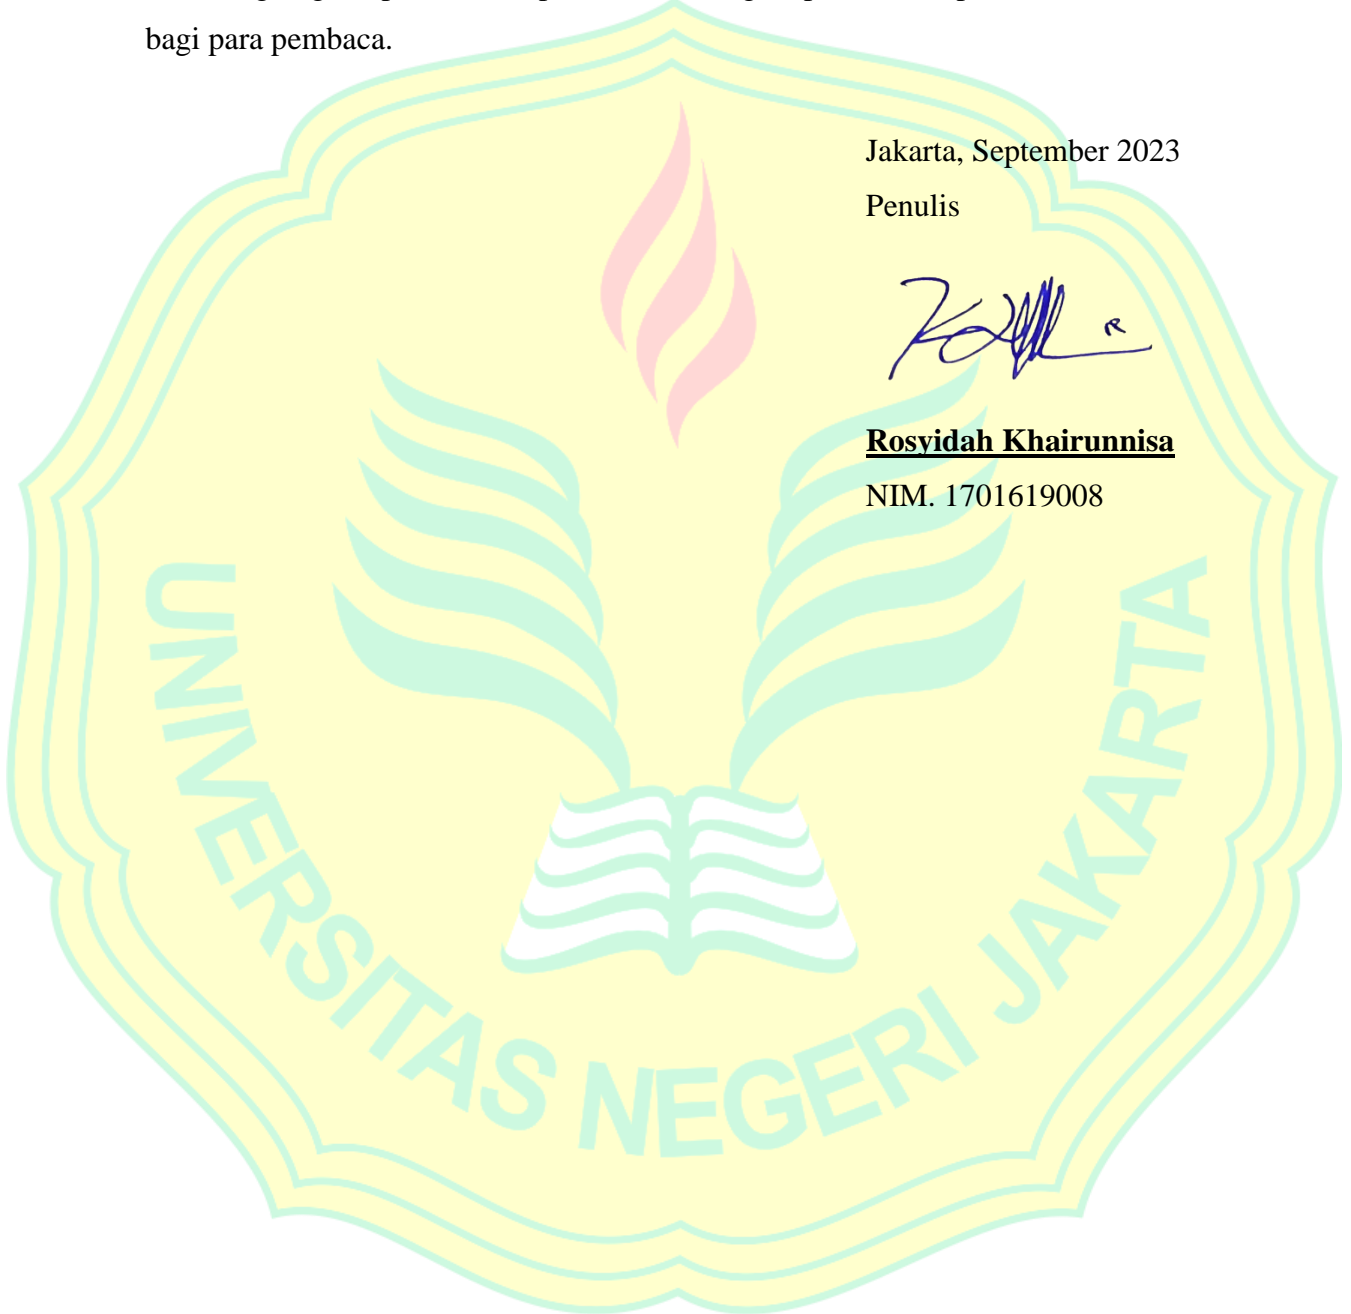 bagi para pembaca.
Jakarta, September 2023
Penulis
Rosyidah Khairunnisa
NIM. 1701619008
UNIVERSITAS NEGERI JAKARTA